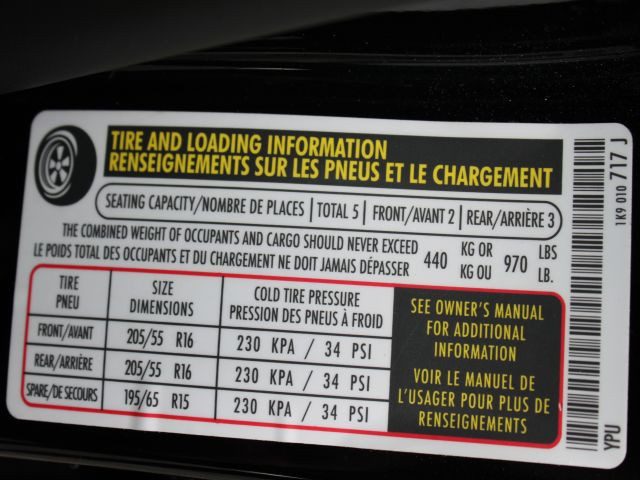 TIRE AND LOADING INFORMATION
RENSEIGNEMENTS SUR LES PNEUS ET LE CHARGEMENT
SEATING CAPACITY/NOMBRE DE PLACES | TOTAL 5 | FRONT/AVANT 2 | REAR/ARRIÈRE 3
THE COMBINED WEIGHT OF OCCUPANTS AND CARGO SHOULD NEVER EXCEED 440 KG OR 970 LBS
LE POIDS TOTAL DES OCCUPANTS ET DU CHARGEMENT NE DOIT JAMAIS DÉPASSER KG OU LB.
TIRE SIZE COLD TIRE PRESSURE
PNEU DIMENSIONS PRESSION DES PNEUS À FROID
FRONT/AVANT 205/55 R16 230 KPA / 34 PSI
REAR/ARRIÈRE 205/55 R16 230 KPA / 34 PSI
SPARE/DE SECOURS 195/65 R15 230 KPA / 34 PSI
SEE OWNER'S MANUAL
FOR ADDITIONAL
INFORMATION
VOIR LE MANUEL DE
L'USAGER POUR PLUS DE
RENSEIGNEMENTS
1K9 010 717 J
YPU